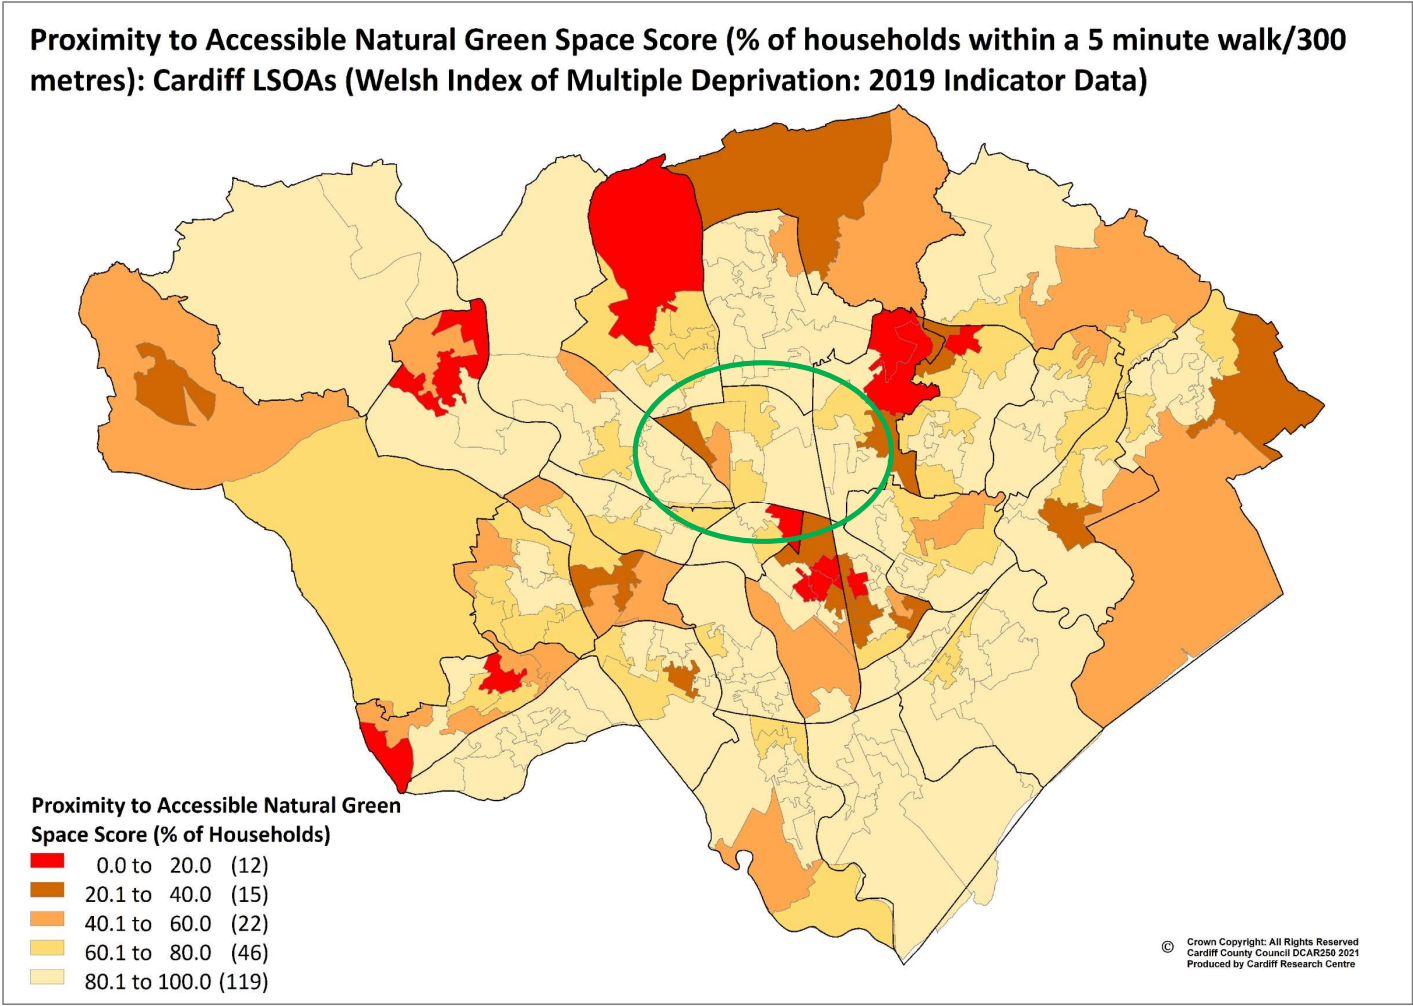 Proximity to Accessible Natural Green Space Score (% of households within a 5 minute walk/300
metres): Cardiff LSOAs (Welsh Index of Multiple Deprivation: 2019 Indicator Data)
Proximity to Accessible Natural Green
Space Score (% of Households)
0.0 to 20.0 (12)
20.1 to 40.0 (15)
40.1 to 60.0 (22)
60.1 to 80.0 (46)
80.1 to 100.0 (119)
© Crown Copyright: All Rights Reserved
Cardiff County Council DCAR250 2021
Produced by Cardiff Research Centre